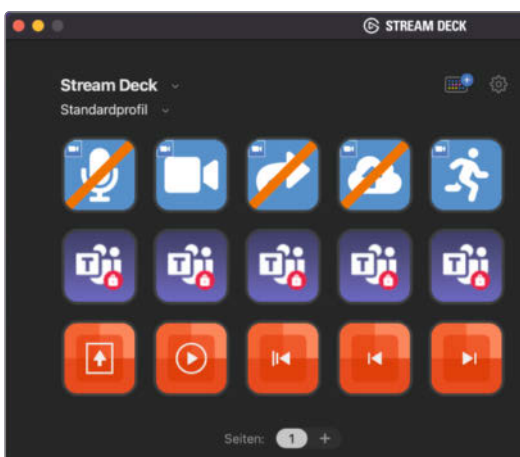 STREAM DECK
Stream Deck
Standardprofil
T T T T T
Seiten: 1 +